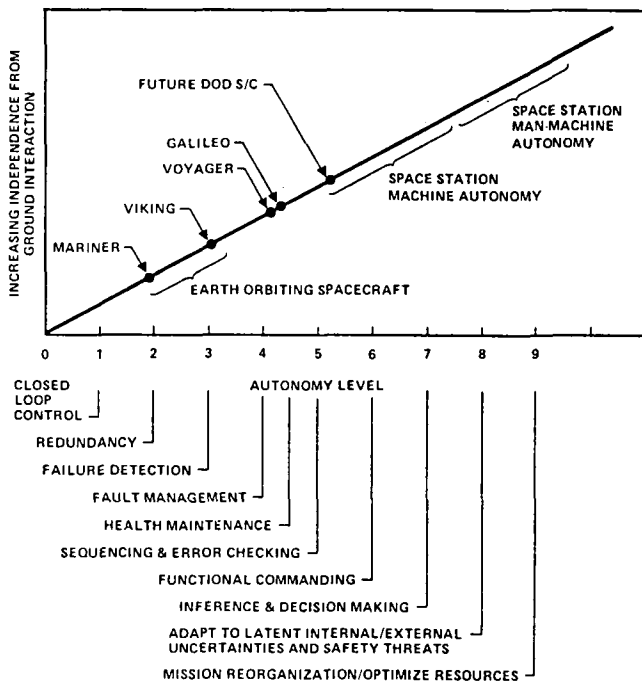 INCREASING INDEPENDENCE FROM
GROUND INTERACTION
FUTURE DOD S/C
GALILEO
VOYAGER
VIKING
MARINER
SPACE STATION
MAN-MACHINE
AUTONOMY
SPACE STATION
MACHINE AUTONOMY
EARTH ORBITING SPACECRAFT
0 1 2 3 4 5 6 7 8 9
AUTONOMY LEVEL
CLOSED
LOOP
CONTROL
REDUNDANCY
FAILURE DETECTION
FAULT MANAGEMENT
HEALTH MAINTENANCE
SEQUENCING & ERROR CHECKING
FUNCTIONAL COMMANDING
INFERENCE & DECISION MAKING
ADAPT TO LATENT INTERNAL/EXTERNAL
UNCERTAINTIES AND SAFETY THREATS
MISSION REORGANIZATION/OPTIMIZE RESOURCES